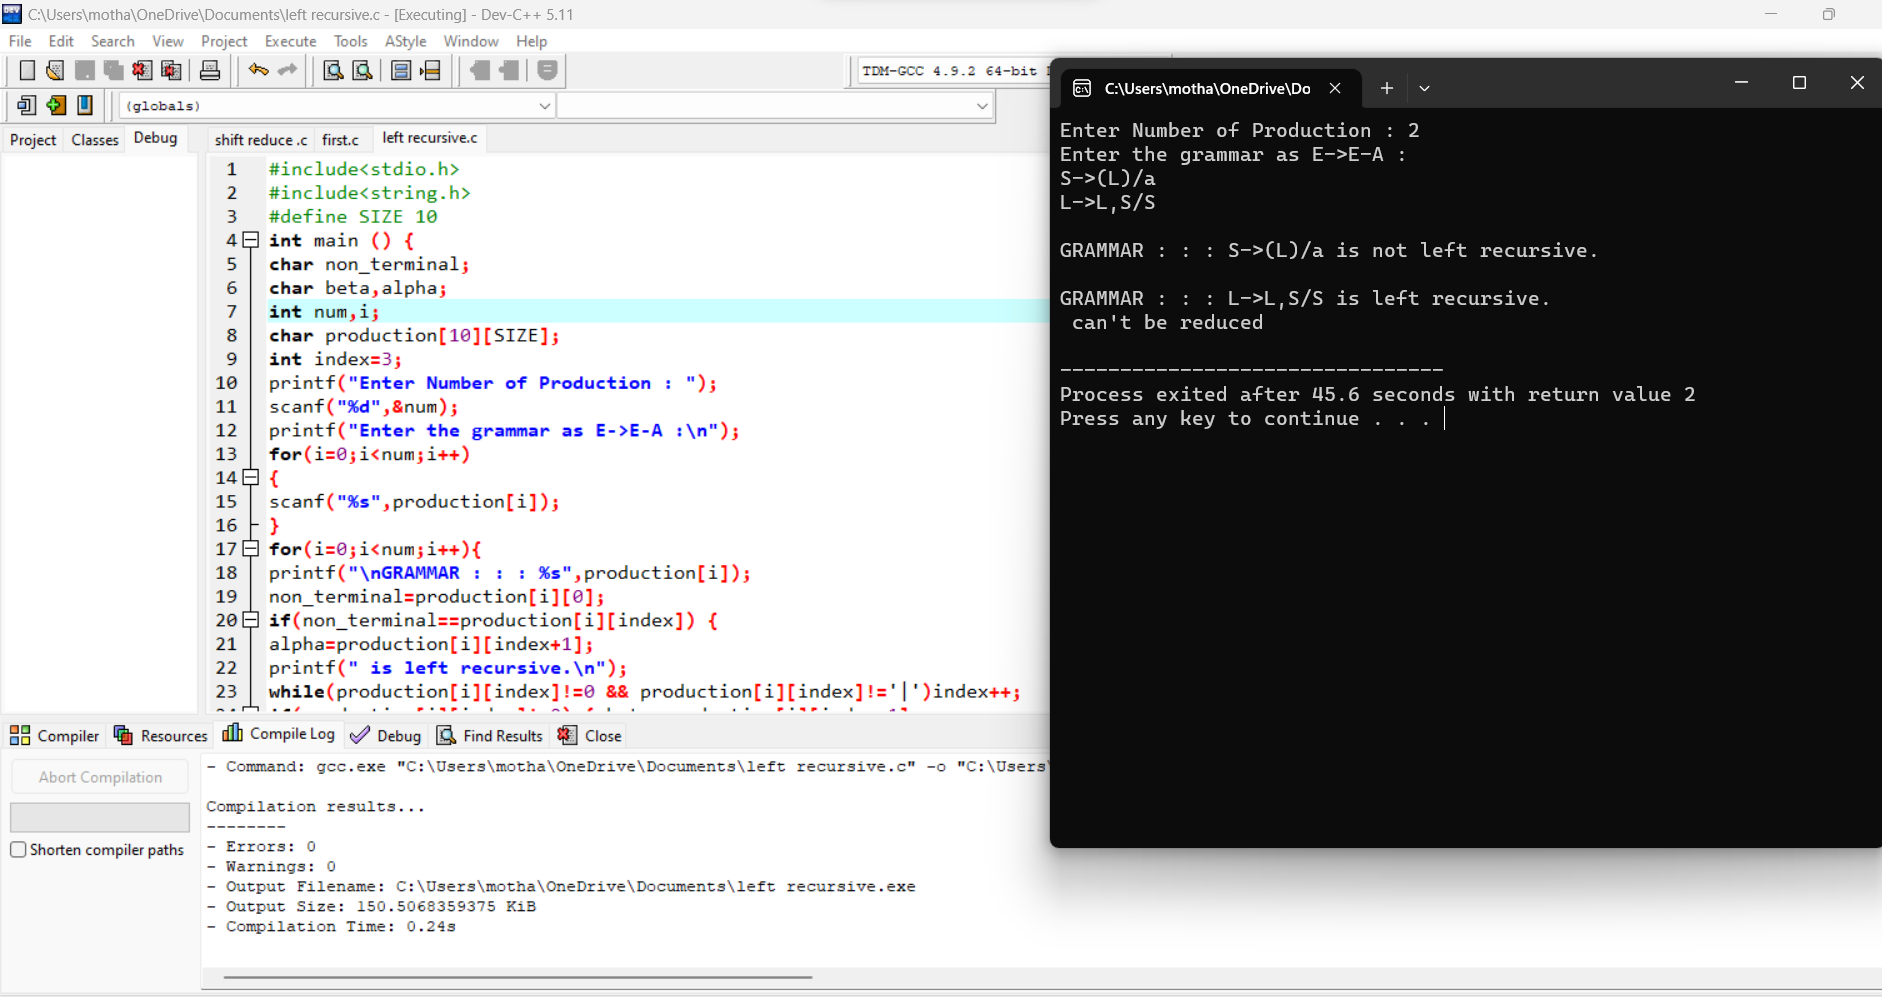 C:\Users\motha\OneDrive\Documents\left recursive.c - [Executing] - Dev-C++ 5.11
File Edit Search View Project Execute Tools AStyle Window Help
TDM-GCC 4.9.2 64-bit
(globals)
Project Classes Debug
shift reduce .c first.c left recursive.c
1 #include<stdio.h>
2 #include<string.h>
3 #define SIZE 10
4 int main () {
5 char non_terminal;
6 char beta,alpha;
7 int num,i;
8 char production[10][SIZE];
9 int index=3;
10 printf("Enter Number of Production : ");
11 scanf("%d",&num);
12 printf("Enter the grammar as E->E-A :\n");
13 for(i=0;i<num;i++)
14 {
15 scanf("%s",production[i]);
16 }
17 for(i=0;i<num;i++){
18 printf("\nGRAMMAR : : : %s",production[i]);
19 non_terminal=production[i][0];
20 if(non_terminal==production[i][index]) {
21 alpha=production[i][index+1];
22 printf(" is left recursive.\n");
23 while(production[i][index]!=0 && production[i][index]!='|')index++;
C:\Users\motha\OneDrive\Do
Enter Number of Production : 2
Enter the grammar as E->E-A :
S->(L)/a
L->L,S/S
GRAMMAR : : : S->(L)/a is not left recursive.
GRAMMAR : : : L->L,S/S is left recursive.
can't be reduced
--------------------------------
Process exited after 45.6 seconds with return value 2
Press any key to continue . . .
Compiler Resources Compile Log Debug Find Results Close
Abort Compilation
Shorten compiler paths
- Command: gcc.exe "C:\Users\motha\OneDrive\Documents\left recursive.c" -o "C:\Users\
Compilation results...
--------
- Errors: 0
- Warnings: 0
- Output Filename: C:\Users\motha\OneDrive\Documents\left recursive.exe
- Output Size: 150.5068359375 KiB
- Compilation Time: 0.24s